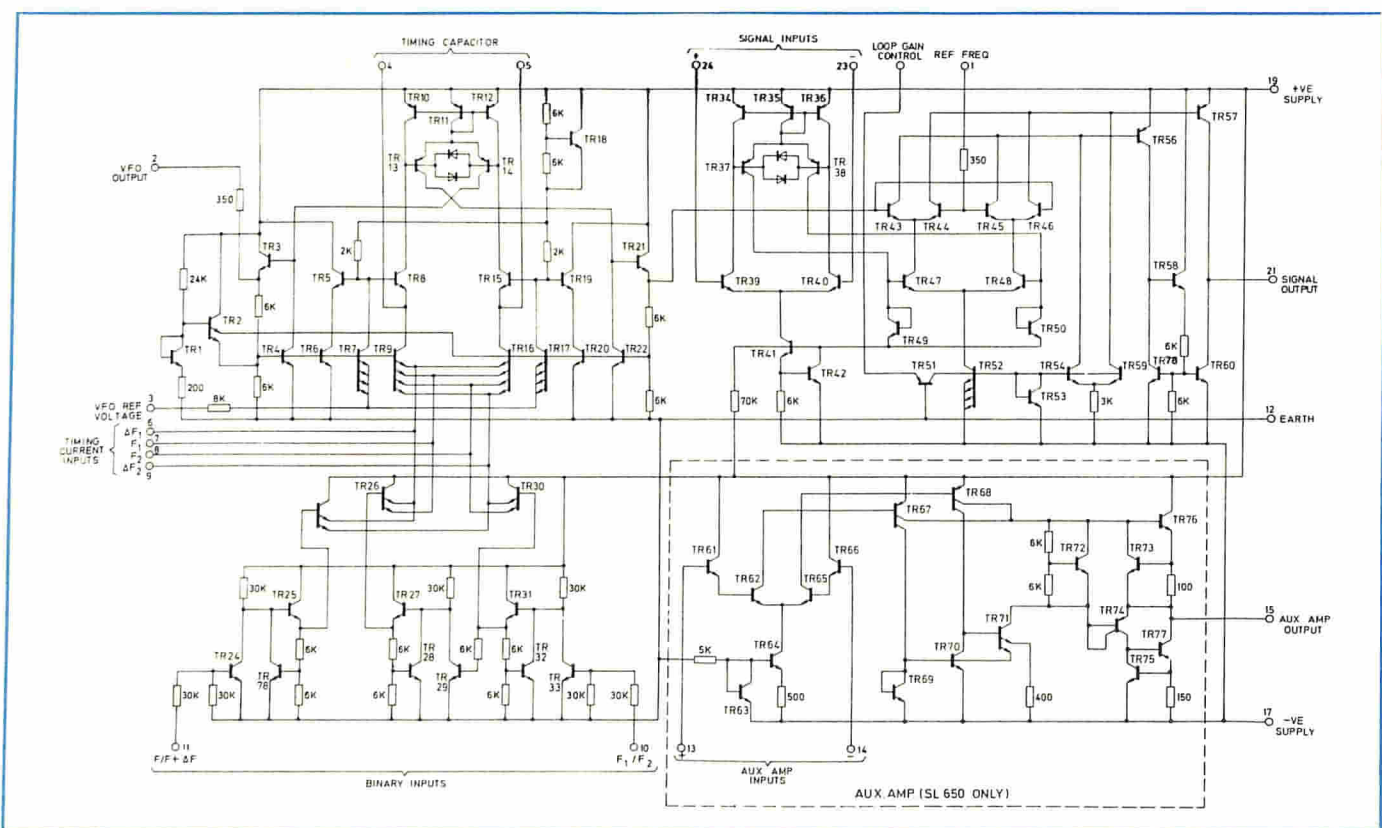 TIMING CAPACITOR
4 5
SIGNAL INPUTS
+ 24
- 23
LOOP GAIN CONTROL
REF FREQ
1
19
+VE SUPPLY
TR10
TR11
TR12
6K
TR18
6K
TR34
TR35
TR36
TR57
TR56
2
VFO OUTPUT
350
TR 13
TR 14
TR37
TR 38
350
TR43
TR44
TR45
TR46
TR3
2K
2K
TR21
24K
TR5
TR8
TR15
TR19
TR39
TR40
TR47
TR48
TR58
21
SIGNAL OUTPUT
6K
6K
TR2
TR49
TR50
TR1
TR4
TR6
TR7
TR9
TR16
TR17
TR20
TR22
TR41
TR42
TR51
TR52
TR54
TR59
6K
TR78
TR60
TR53
200
6K
6K
70K
6K
3K
6K
3
VFO REF VOLTAGE
8K
12
EARTH
TIMING CURRENT INPUTS
6
ΔF1
7
F1
8
F2
ΔF2
9
TR26
TR30
TR61
TR66
TR67
TR68
TR76
TR62
TR65
6K
TR72
TR73
6K
100
30K
TR25
TR27
30K
TR31
30K
TR74
15
AUX AMP OUTPUT
TR71
TR77
TR24
6K
6K
6K
6K
5K
TR64
TR70
TR75
TR 78
TR 28
TR 29
TR 32
TR 33
TR69
30K
30K
6K
6K
6K
30K
30K
TR63
500
400
150
17
-VE SUPPLY
11
F/F+ ΔF
10
F1/F2
13
+
14
-
BINARY INPUTS
AUX AMP INPUTS
AUX. AMP (SL 650 ONLY)